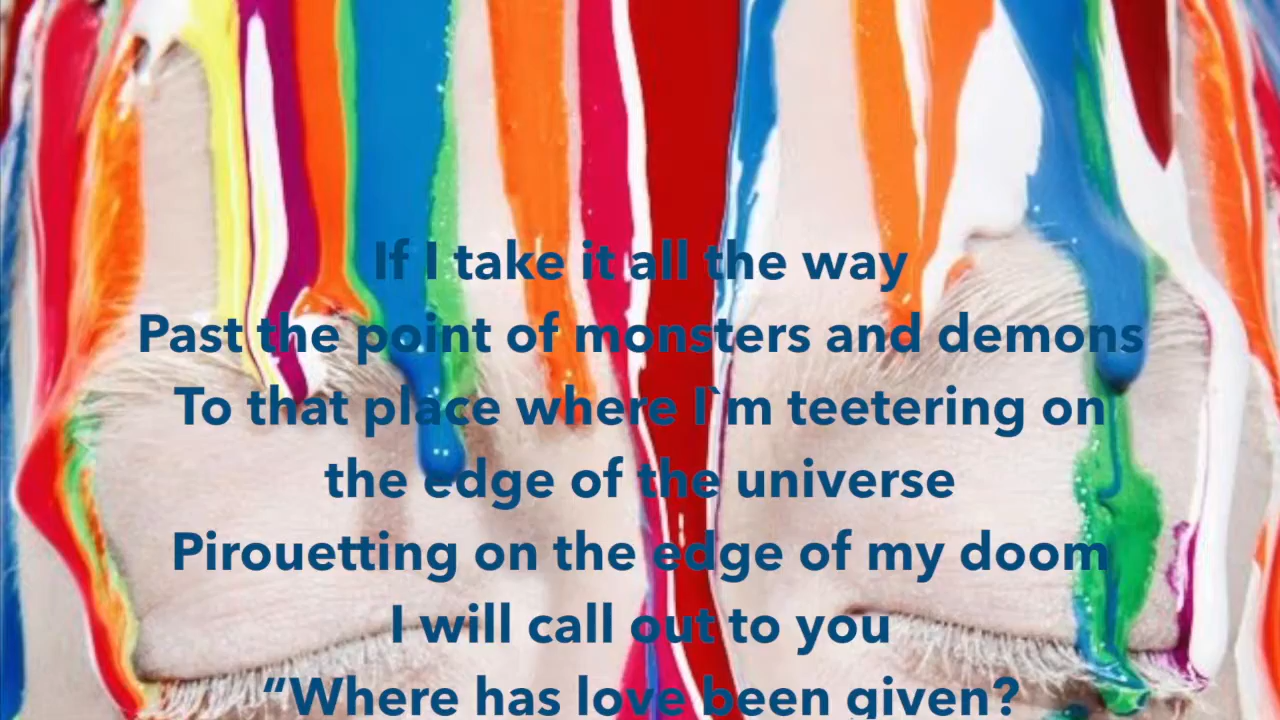 If I take it all the way
Past the point of monsters and demons
To that place where I`m teetering on
the edge of the universe
Pirouetting on the edge of my doom
I will call out to you
“Where has love been given?